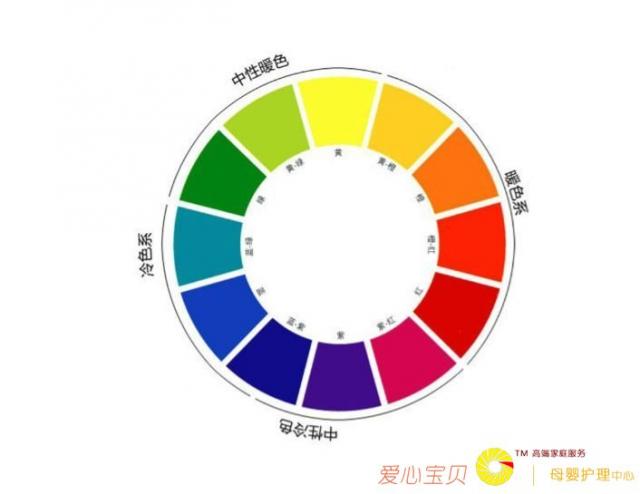 中性暖色
暖色系
中性冷色
冷色系
黄
黄-橙
橙
橙-红
红
紫-红
紫
蓝-紫
蓝
蓝-绿
绿
黄-绿
爱心宝贝
TM 高端家庭服务
母婴护理中心